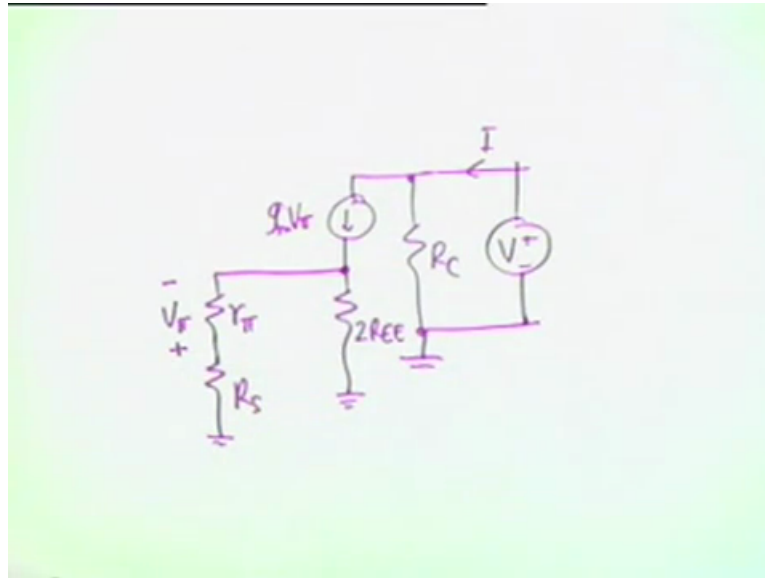 I
gmVπ
RC
V
+
-
-
Vπ
+
rπ
2REE
RS